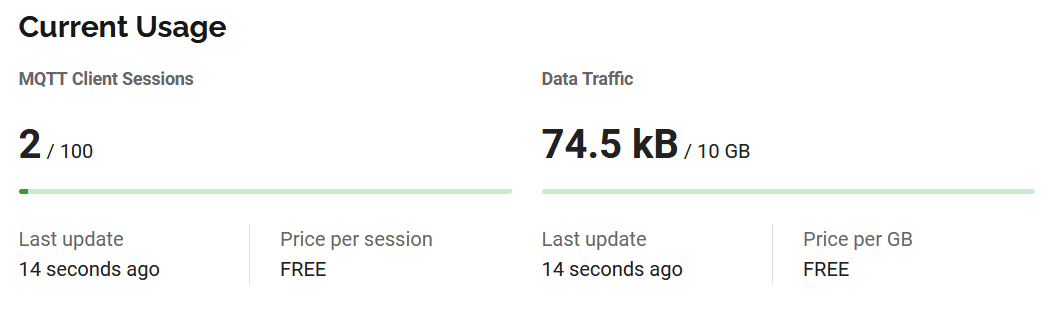 Current Usage
MQTT Client Sessions
2 / 100
Last update
14 seconds ago
Price per session
FREE
Data Traffic
74.5 kB / 10 GB
Last update
14 seconds ago
Price per GB
FREE